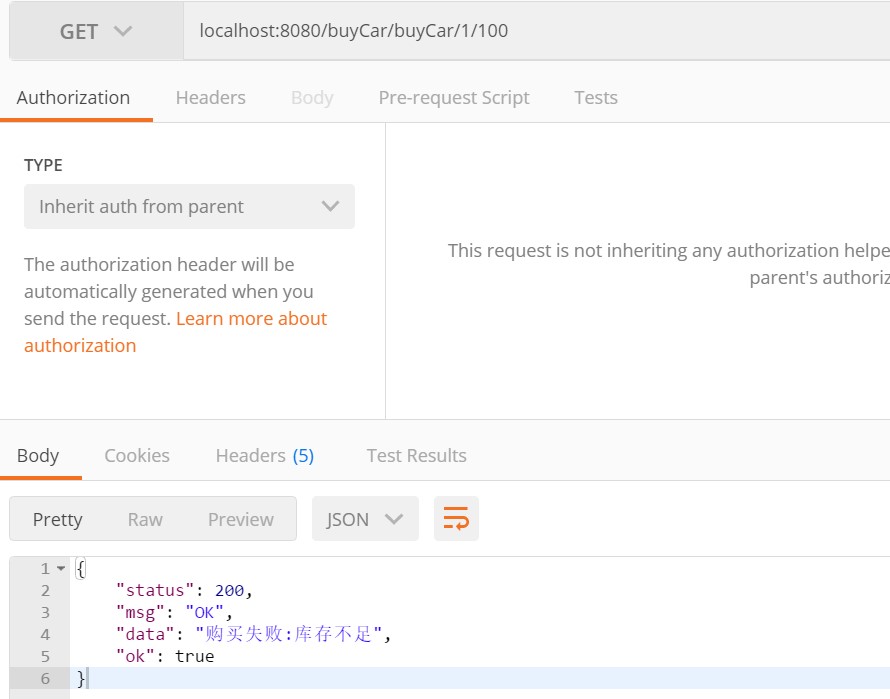 GET localhost:8080/buyCar/buyCar/1/100
Authorization Headers Body Pre-request Script Tests
TYPE
Inherit auth from parent
The authorization header will be
automatically generated when you
send the request. Learn more about
authorization
This request is not inheriting any authorization helpe
parent's authoriz
Body Cookies Headers (5) Test Results
Pretty Raw Preview JSON
1 {
2 "status": 200,
3 "msg": "OK",
4 "data": "购买失败:库存不足",
5 "ok": true
6 }